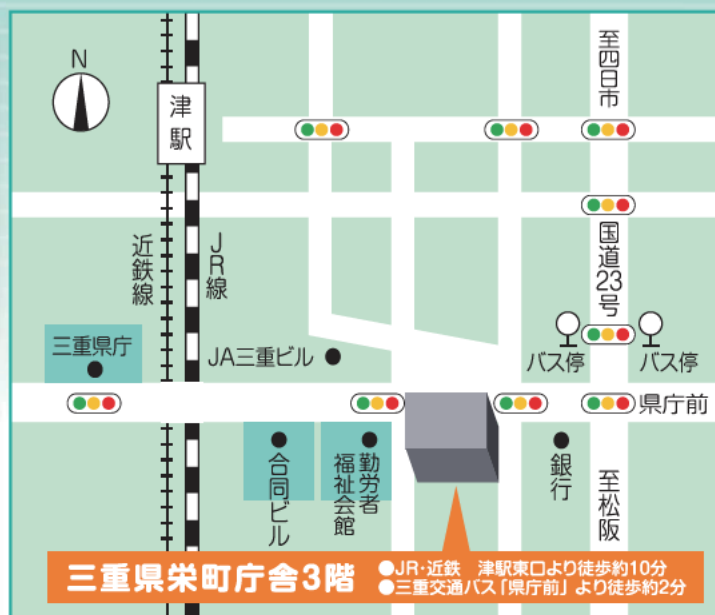 N
津駅
至四日市
国道23号
近鉄線
JR線
三重県庁
JA三重ビル
バス停
バス停
県庁前
合同ビル
勤労者
福祉会館
銀行
至松阪
三重県栄町庁舎3階
●JR・近鉄 津駅東口より徒歩約10分
●三重交通バス「県庁前」より徒歩約2分